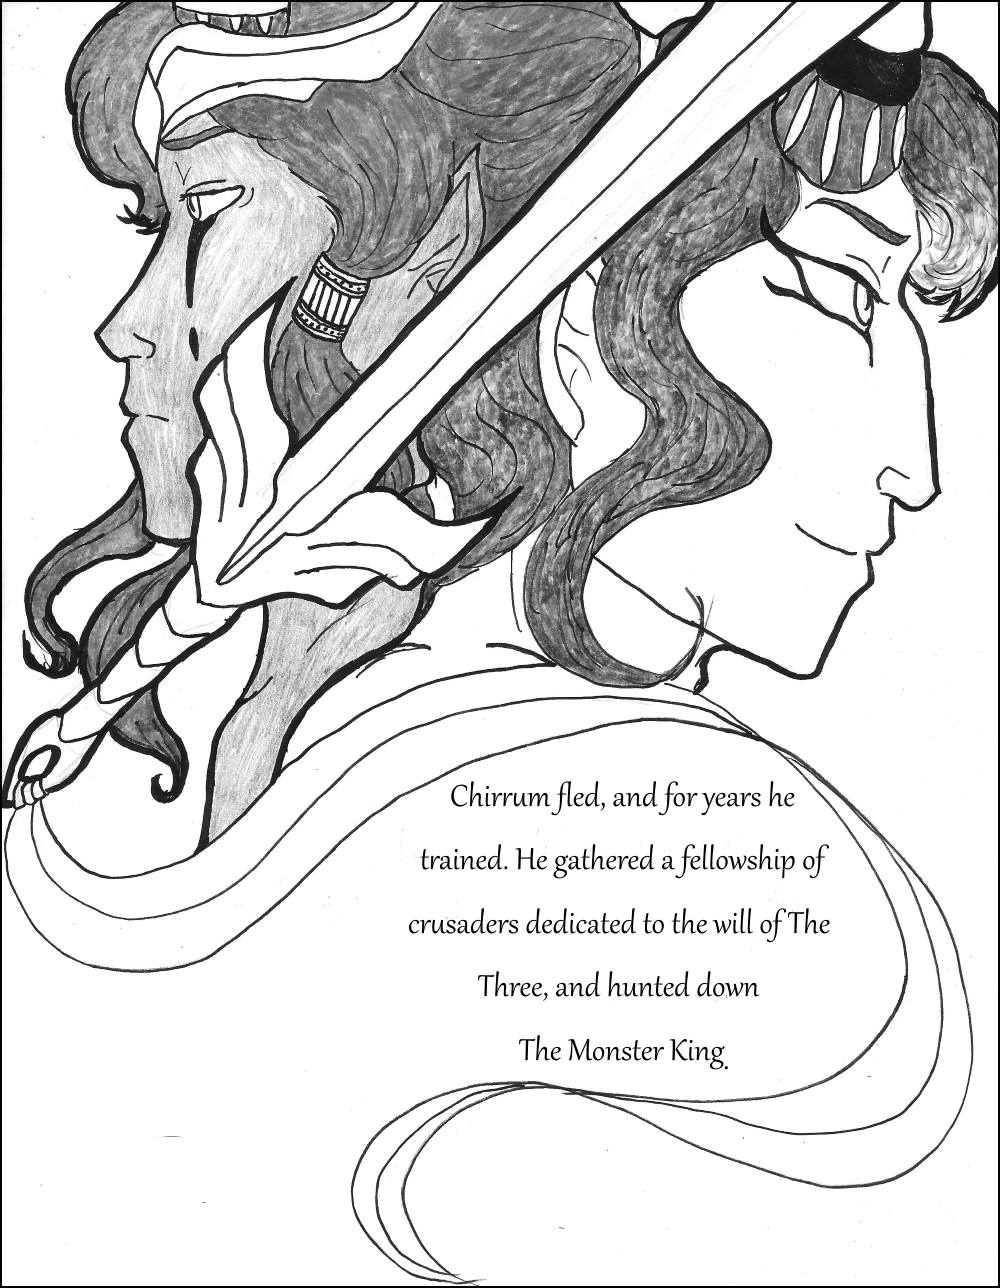 Chirrum fled, and for years he
trained. He gathered a fellowship of
crusaders dedicated to the will of The
Three, and hunted down
The Monster King.